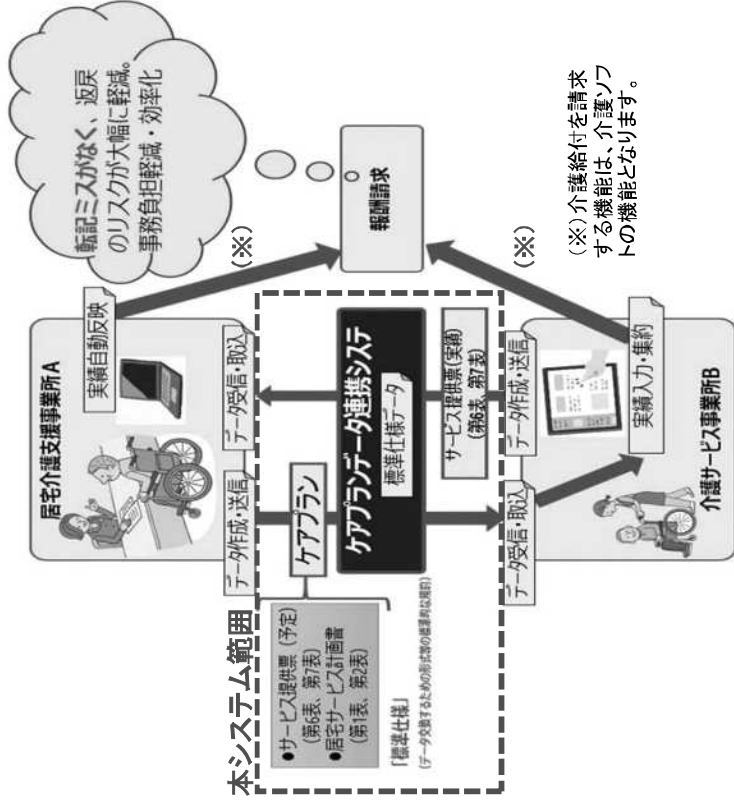 転記ミスがなく、返戻
のリスクが大幅に軽減。
事務負担軽減・効率化
居宅介護支援事業所A
実績自動反映
データ作成・送信
データ受信・取込
(※)
本システム範囲
●サービス提供票(予定)
(第6表、第7表)
●居宅サービス計画書
(第1表、第2表)
ケアプラン
「標準仕様」
(データ交換するための形式等の標準的な規約)
ケアプランデータ連携システ
標準仕様データ
報酬請求
サービス提供票(実績)
(第6表、第7表)
データ受信・取込
データ作成・送信
実績入力・集約
介護サービス事業所B
(※)
(※)介護給付を請求
する機能は、介護ソフ
トの機能となります。